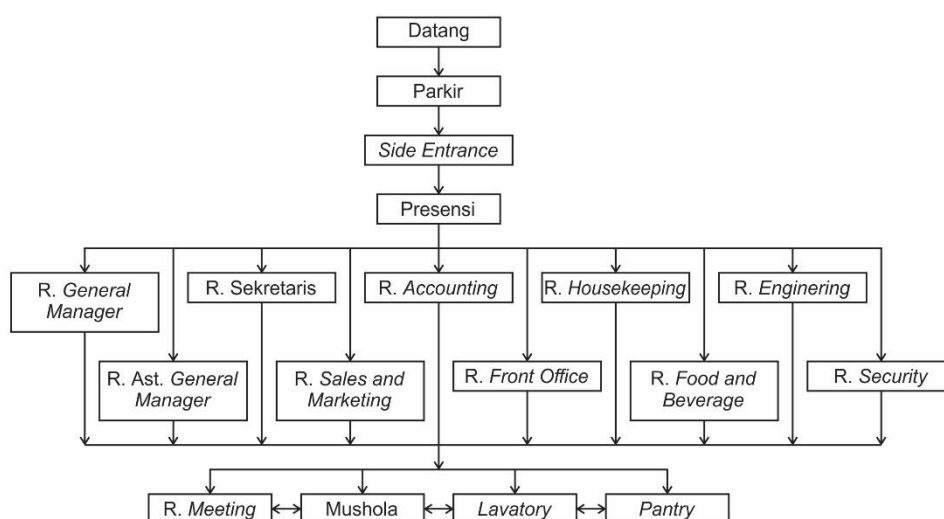 Datang
Parkir
Side Entrance
Presensi
R. General
Manager
R. Sekretaris
R. Accounting
R. Housekeeping
R. Enginering
R. Ast. General
Manager
R. Sales and
Marketing
R. Front Office
R. Food and
Beverage
R. Security
R. Meeting
Mushola
Lavatory
Pantry